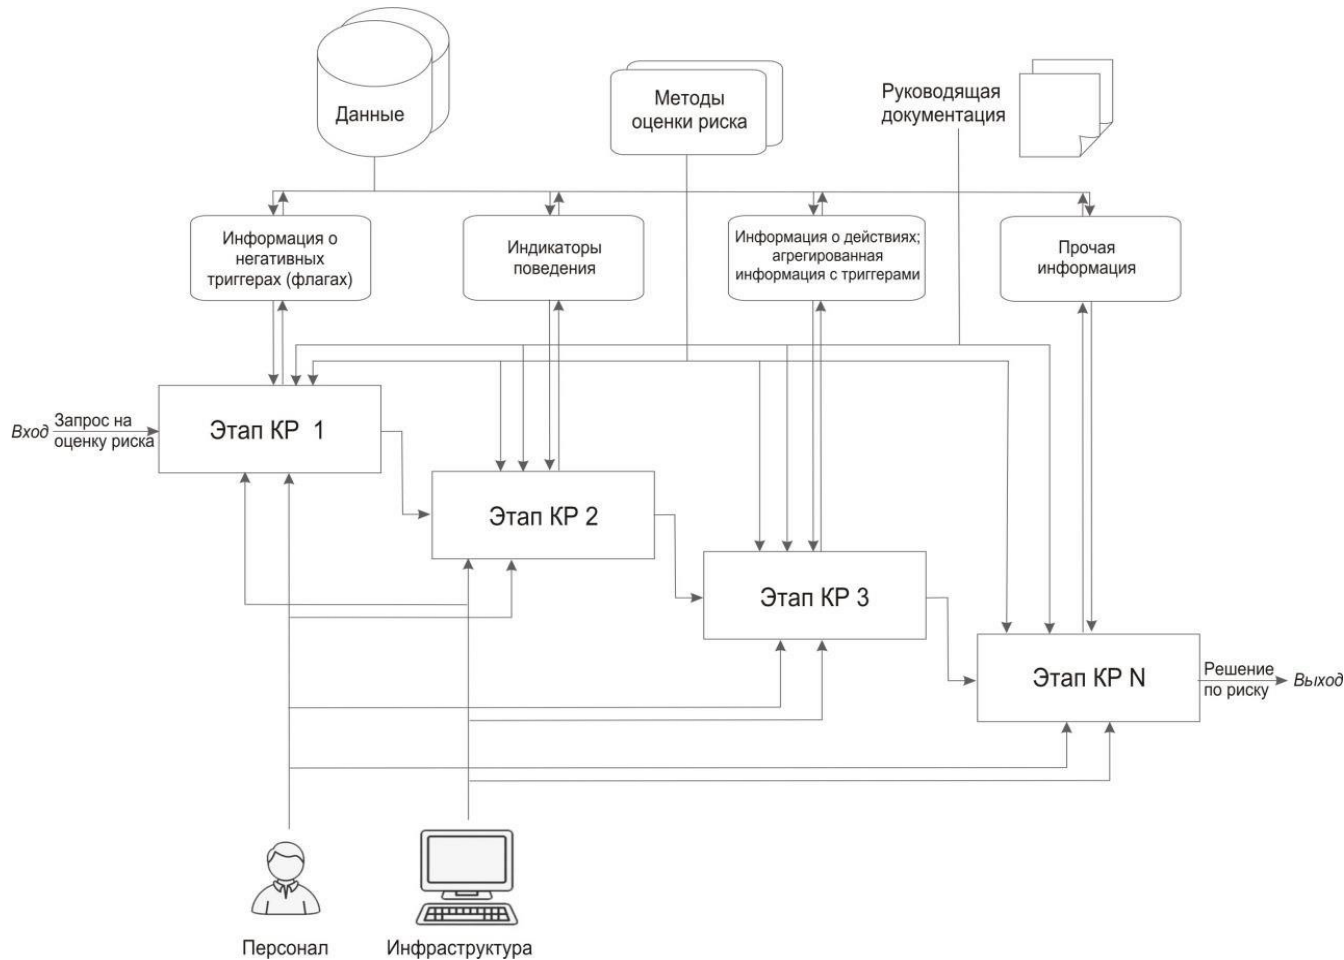 Данные
Методы
оценки риска
Руководящая
документация
Информация о
негативных
триггерах (флагах)
Индикаторы
поведения
Информация о действиях;
агрегированная
информация с триггерами
Прочая
информация
Вход
Запрос на
оценку риска
Этап КР 1
Этап КР 2
Этап КР 3
Этап КР N
Решение
по риску
Выход
Персонал
Инфраструктура